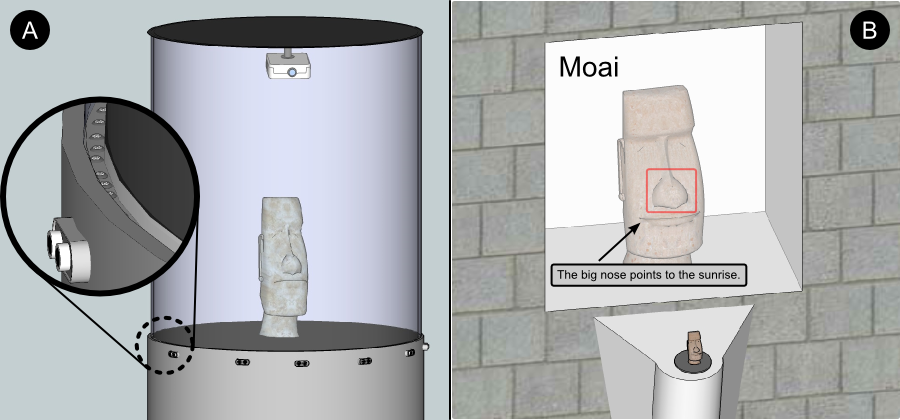 A
B
Moai
The big nose points to the sunrise.